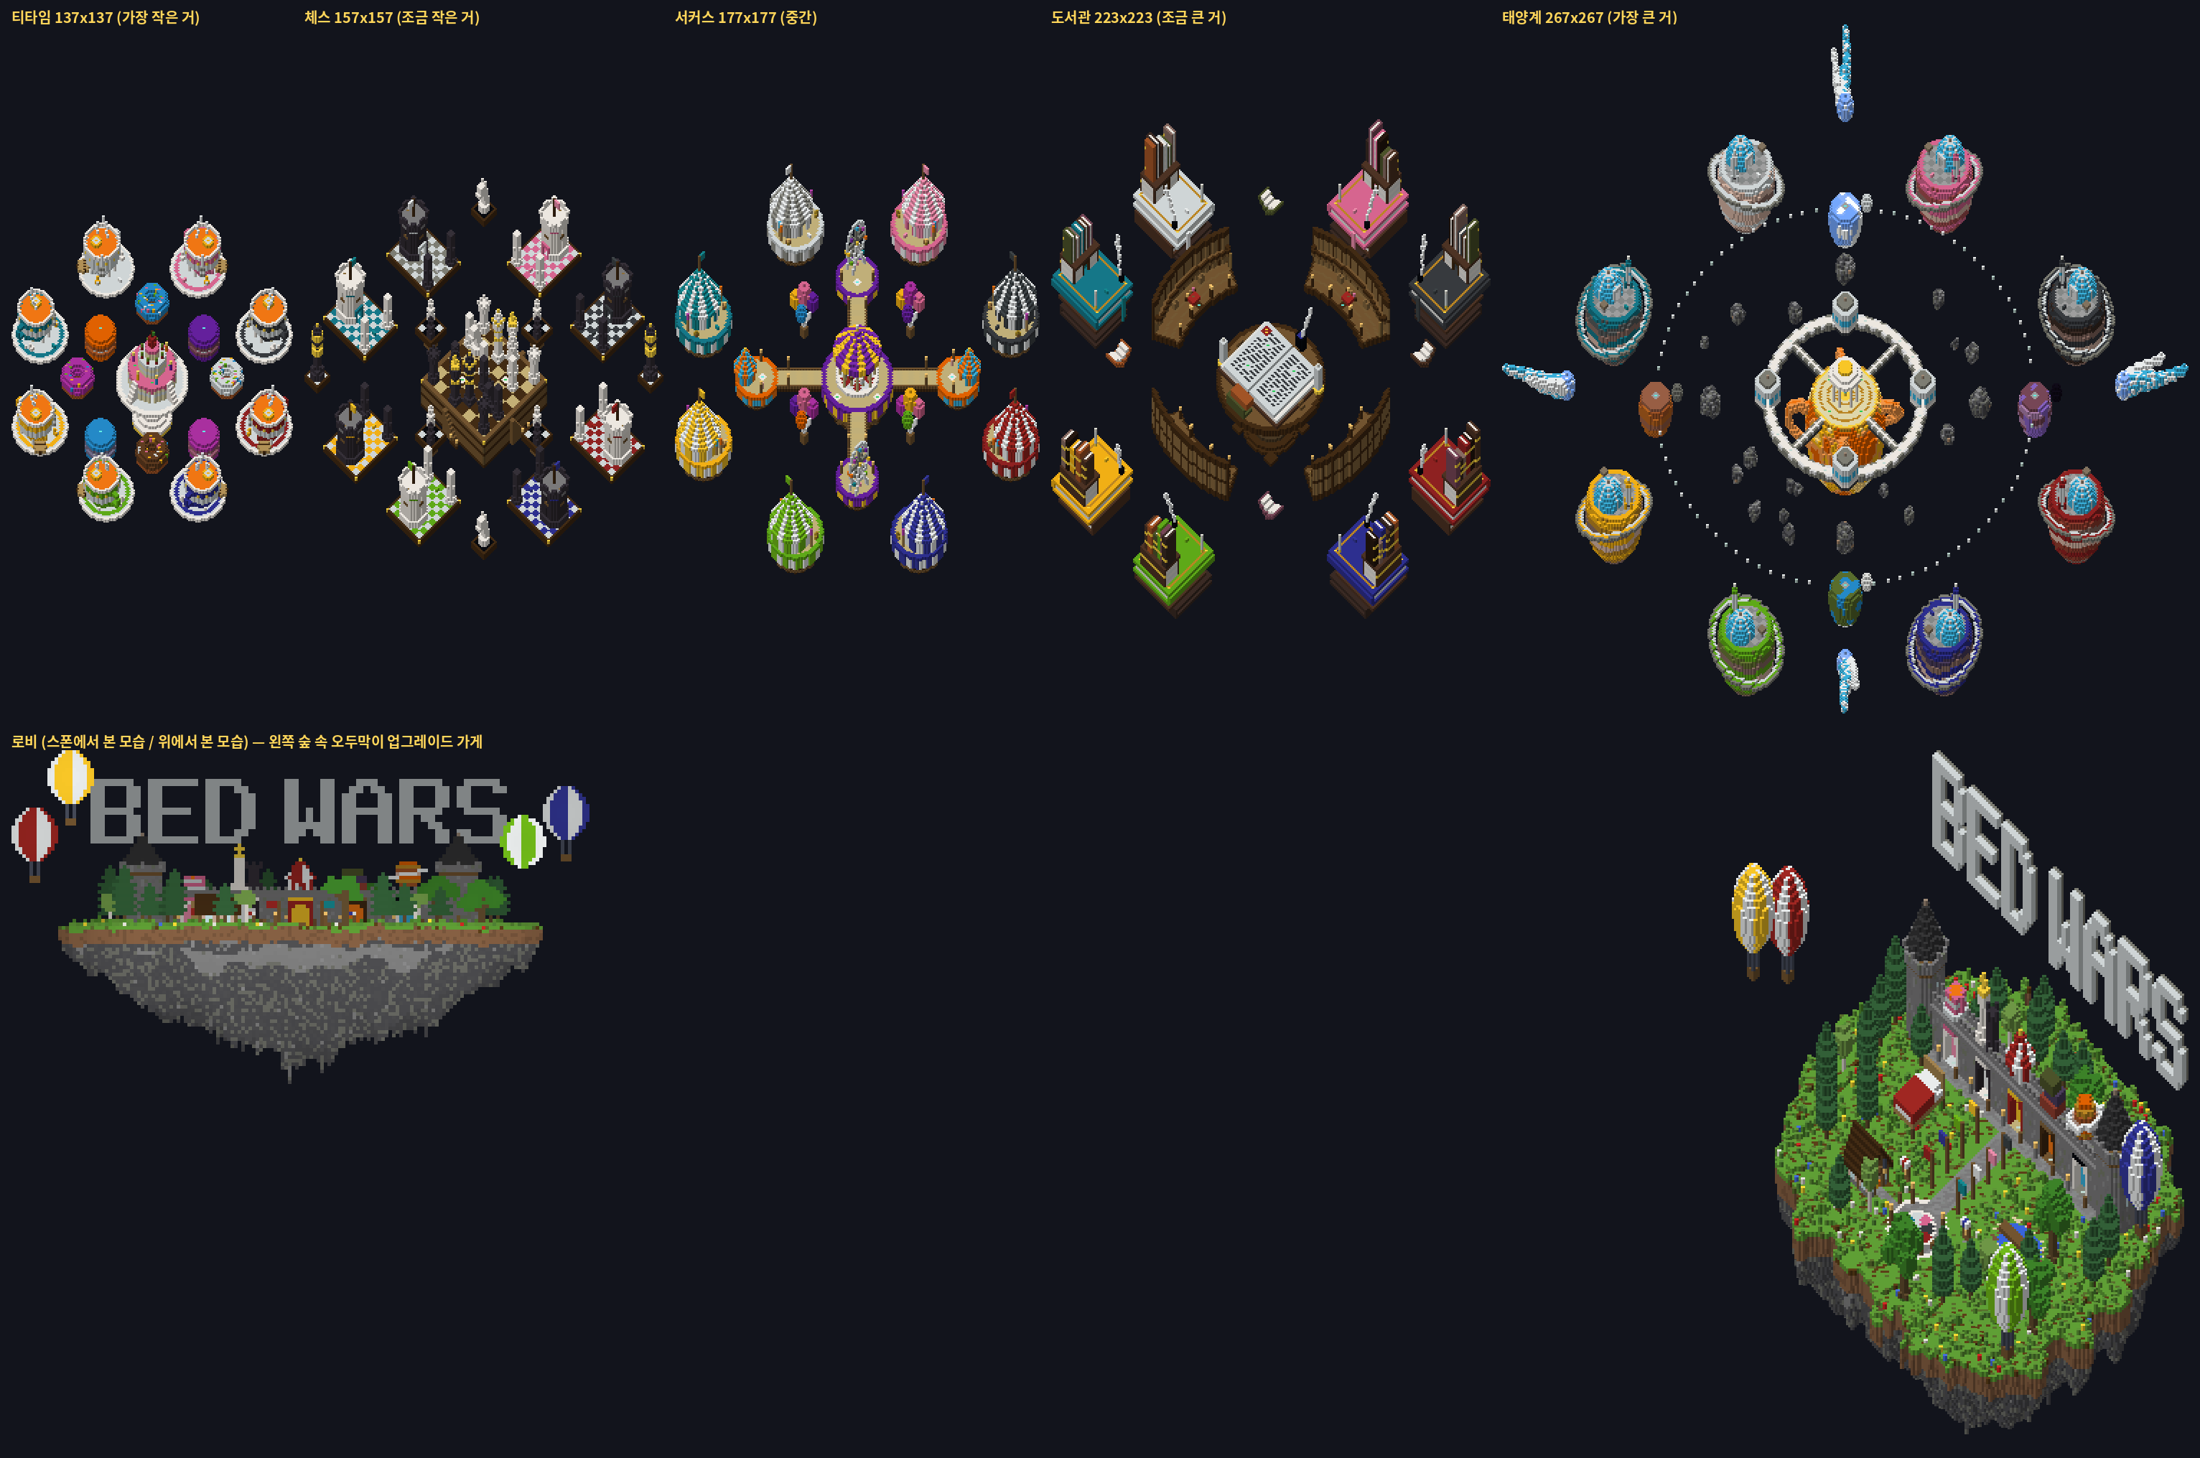 티타임 137x137 (가장 작은 거)
체스 157x157 (조금 작은 거)
서커스 177x177 (중간)
도서관 223x223 (조금 큰 거)
태양계 267x267 (가장 큰 거)
로비 (스폰에서 본 모습 / 위에서 본 모습) — 왼쪽 숲 속 오두막이 업그레이드 가게
BED WARS
BED WARS